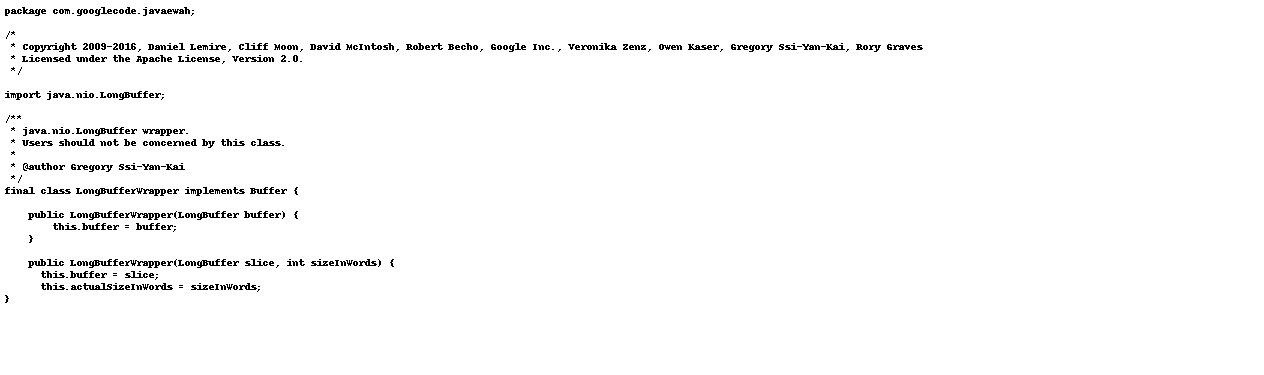 package com.googlecode.javaewah;

/*
 * Copyright 2009-2016, Daniel Lemire, Cliff Moon, David McIntosh, Robert Becho, Google Inc., Veronika Zenz, Owen Kaser, Gregory Ssi-Yan-Kai, Rory Graves
 * Licensed under the Apache License, Version 2.0.
 */

import java.nio.LongBuffer;

/**
 * java.nio.LongBuffer wrapper.
 * Users should not be concerned by this class.
 *
 * @author Gregory Ssi-Yan-Kai
 */
final class LongBufferWrapper implements Buffer {

    public LongBufferWrapper(LongBuffer buffer) {
        this.buffer = buffer;
    }

    public LongBufferWrapper(LongBuffer slice, int sizeInWords) {
      this.buffer = slice;
      this.actualSizeInWords = sizeInWords;
}